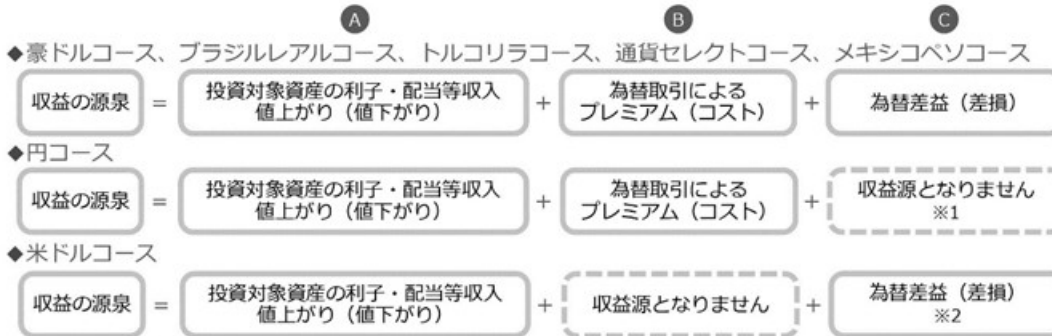 A B C
◆豪ドルコース、ブラジルレアルコース、トルコリラコース、通貨セレクトコース、メキシコペソコース
収益の源泉 = 投資対象資産の利子・配当等収入 + 為替取引による + 為替差益（差損）
値上がり（値下がり） プレミアム（コスト）
◆円コース
収益の源泉 = 投資対象資産の利子・配当等収入 + 為替取引による + 収益源となりません
値上がり（値下がり） プレミアム（コスト） ※1
◆米ドルコース
収益の源泉 = 投資対象資産の利子・配当等収入 + 収益源となりません + 為替差益（差損）
値上がり（値下がり） ※2